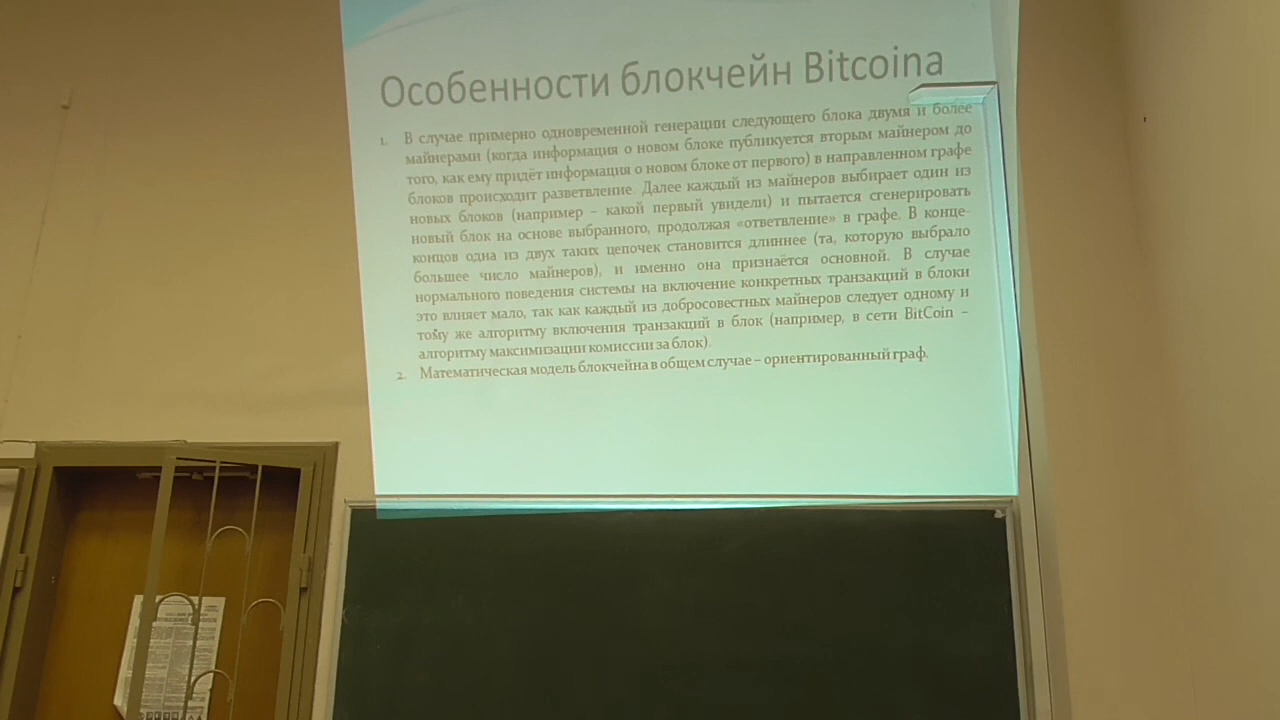 Особенности блокчейн Bitcoina
1. В случае примерно одновременной генерации следующего блока двумя и более
майнерами (когда информация о новом блоке публикуется вторым майнером до
того, как ему придёт информация о новом блоке от первого) в направленном графе
блоков происходит разветвление. Далее каждый из майнеров выбирает один из
новых блоков (например – какой первый увидели) и пытается сгенерировать
новый блок на основе выбранного, продолжая «ответвление» в графе. В конце-
концов одна из двух таких цепочек становится длиннее (та, которую выбрало
большее число майнеров), и именно она признаётся основной. В случае
нормального поведения системы на включение конкретных транзакций в блоки
это влияет мало, так как каждый из добросовестных майнеров следует одному и
тому же алгоритму включения транзакций в блок (например, в сети BitCoin –
алгоритму максимизации комиссии за блок).
2. Математическая модель блокчейна в общем случае – ориентированный граф.